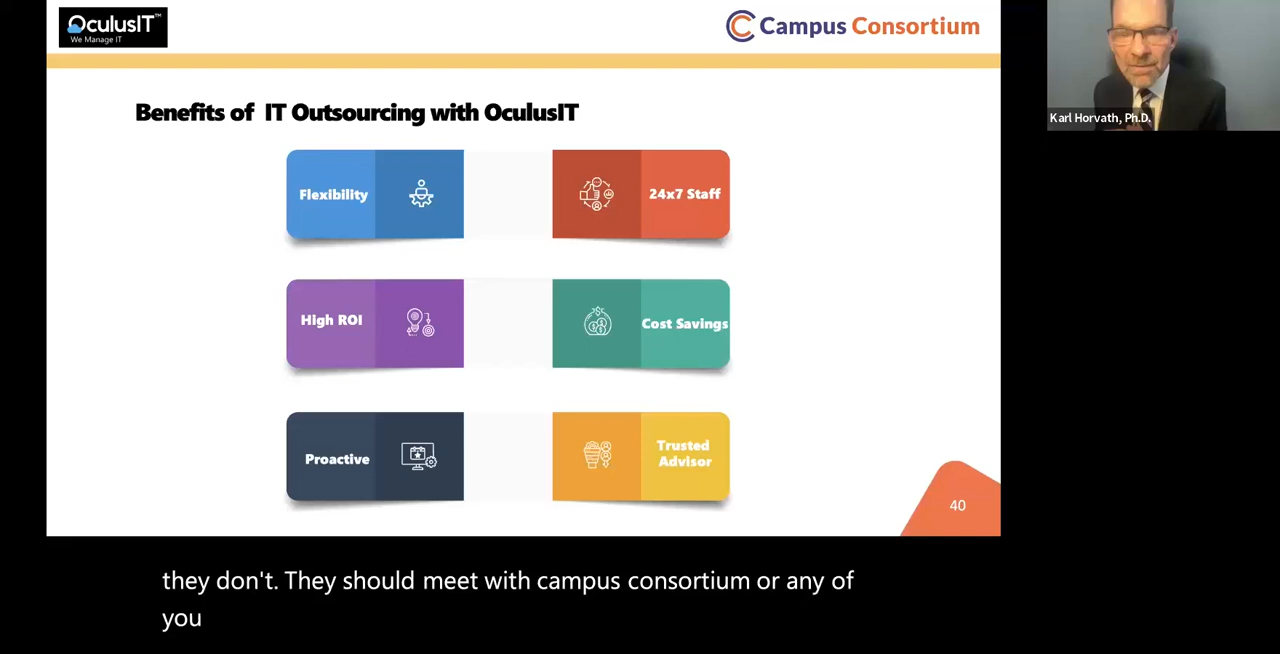 OculusIT™
We Manage IT
Campus Consortium
Karl Horvath, Ph.D.
Benefits of IT Outsourcing with OculusIT
Flexibility
24x7 Staff
High ROI
Cost Savings
Proactive
Trusted
Advisor
40
they don't. They should meet with campus consortium or any of
you